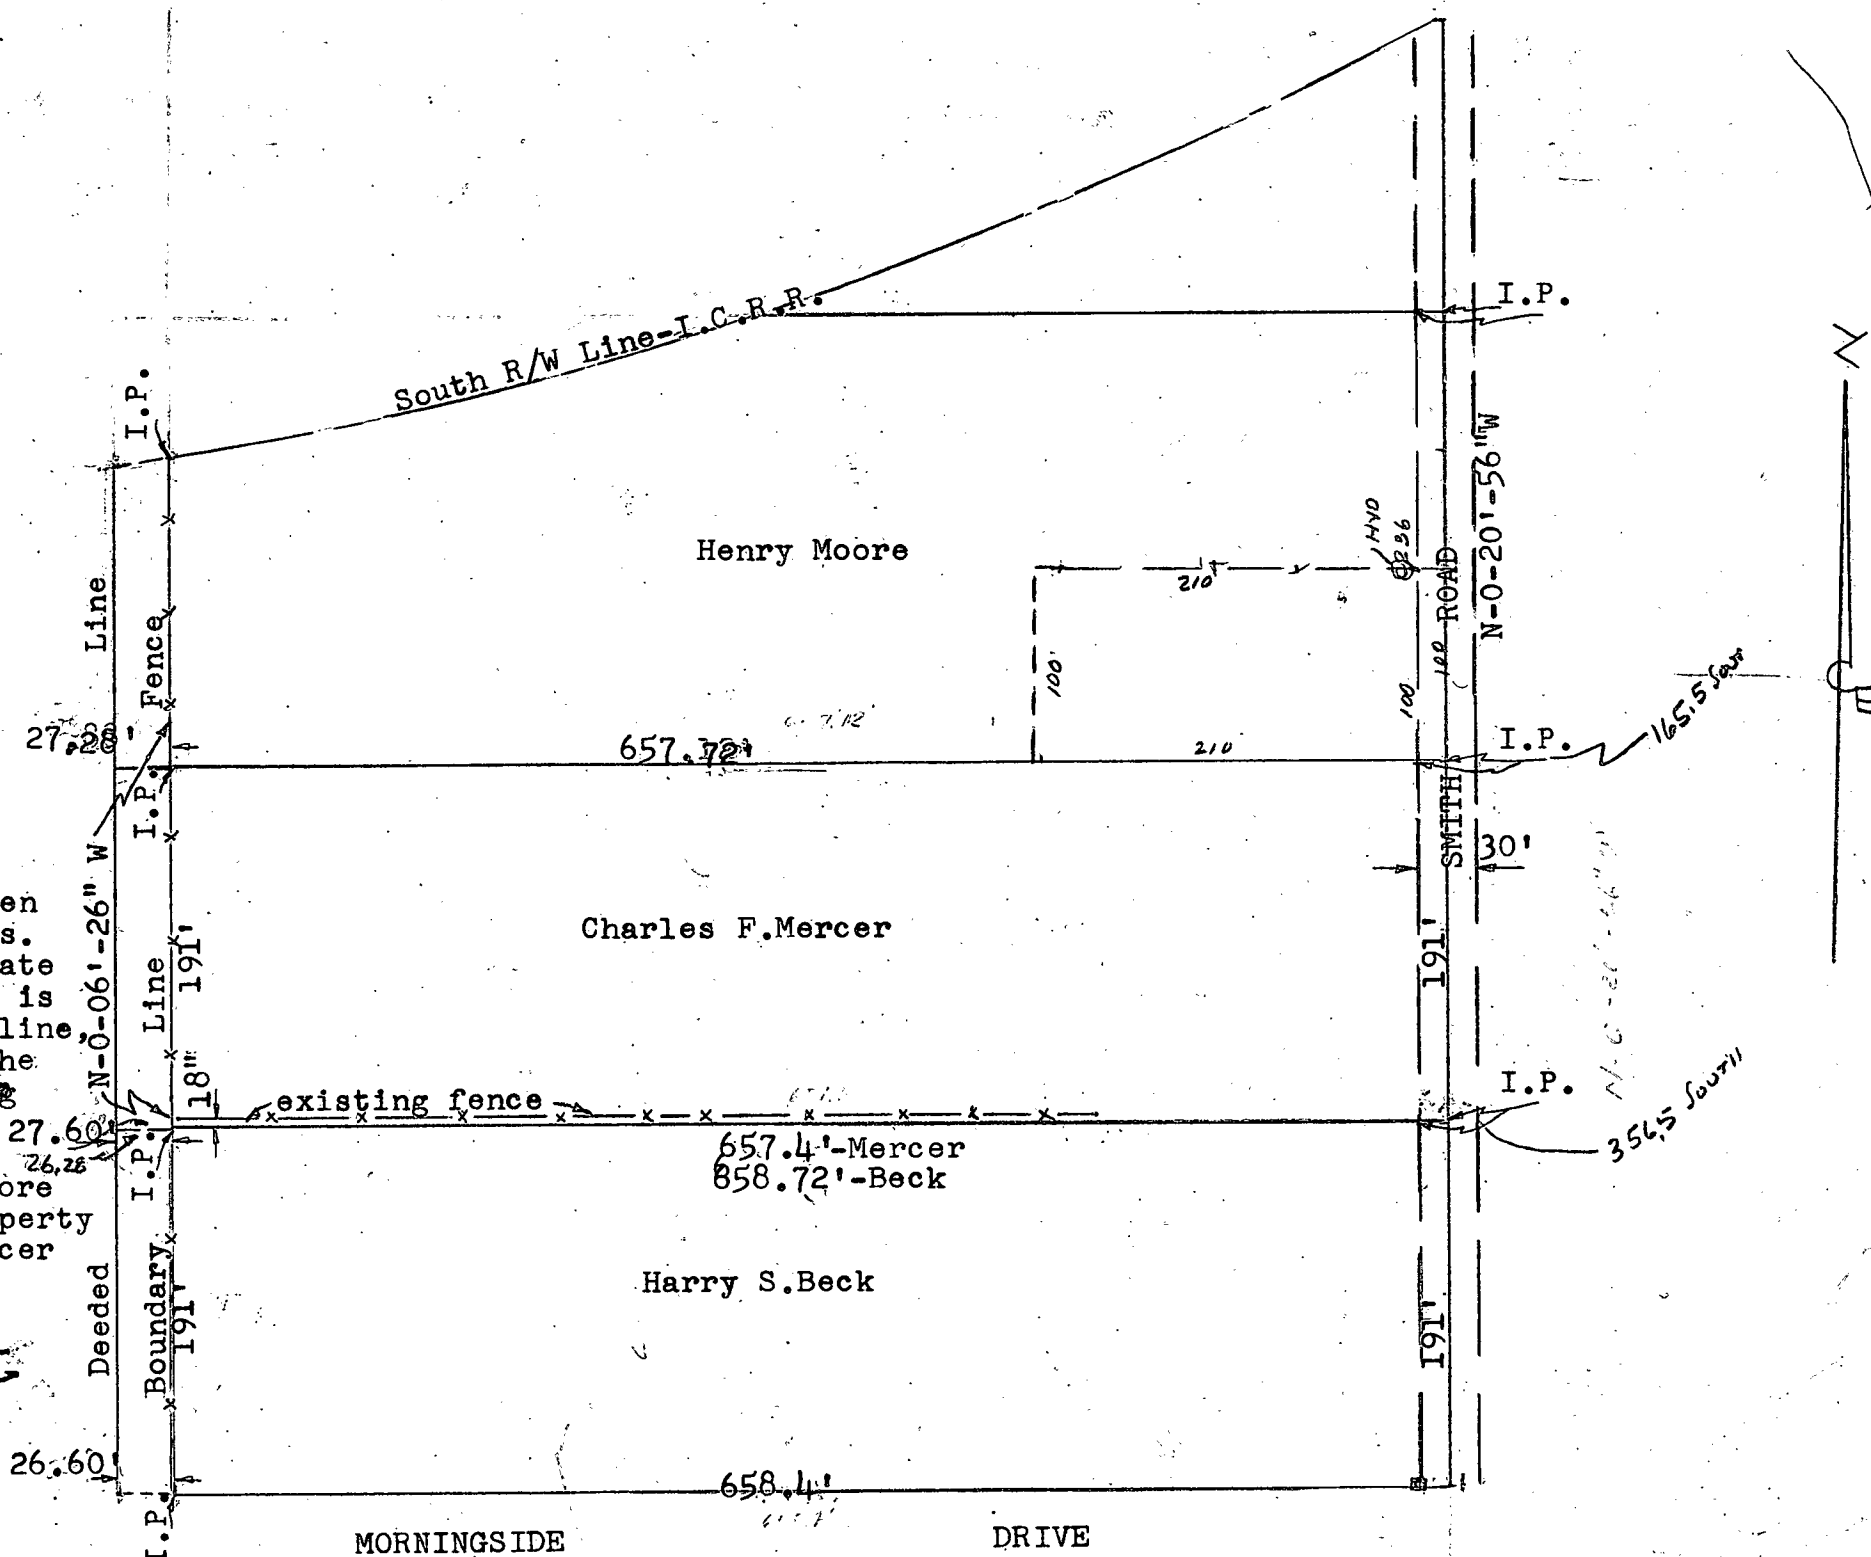 I.P.
South R/W Line-I.C.R.R.
I.P.
N
Henry Moore
HYD
236
210
ROAD
N-0-20'-56"W
Line
Fence
100'
100
100
165.5 Sout
27.28'
657.72'
210
I.P.
I.P.
SMITH
30'
N-0-06'-26" W
en
s.
ate
is
line,
he
g
Charles F.Mercer
191'
191'
Line
18"
existing fence
I.P.
27.60'
26.28
I.P.
657.4'-Mercer
658.72'-Beck
356.5 South
ore
perty
cer
Harry S.Beck
Deeded
Boundary
191'
191'
26.60'
658.4'
I.P.
MORNINGSIDE DRIVE